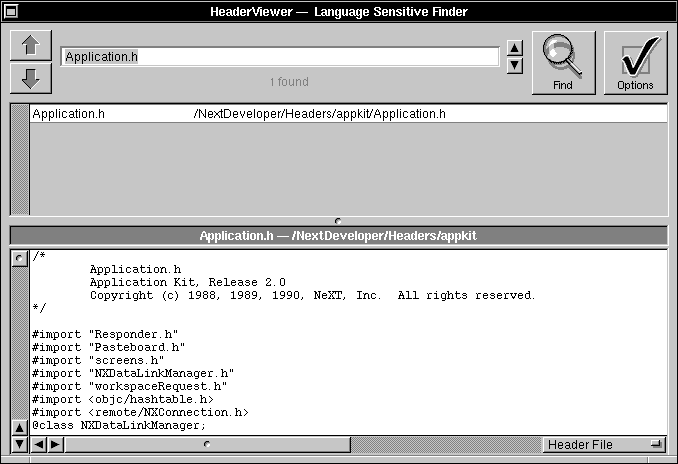 HeaderViewer — Language Sensitive Finder
Application.h
1 found
Find
Options
Application.h /NextDeveloper/Headers/appkit/Application.h
Application.h — /NextDeveloper/Headers/appkit
/*
Application.h
Application Kit, Release 2.0
Copyright (c) 1988, 1989, 1990, NeXT, Inc.  All rights reserved.
*/
#import "Responder.h"
#import "Pasteboard.h"
#import "screens.h"
#import "NXDataLinkManager.h"
#import "workspaceRequest.h"
#import <objc/hashtable.h>
#import <remote/NXConnection.h>
@class NXDataLinkManager;
Header File